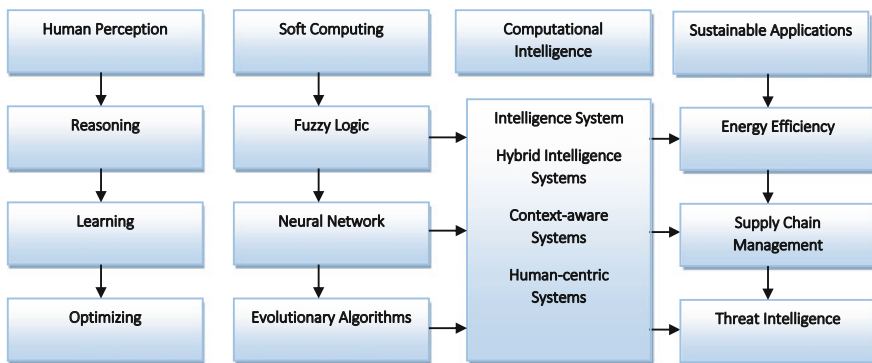 Human Perception
Reasoning
Learning
Optimizing
Soft Computing
Fuzzy Logic
Neural Network
Evolutionary Algorithms
Computational
Intelligence
Intelligence System
Hybrid Intelligence
Systems
Context-aware
Systems
Human-centric
Systems
Sustainable Applications
Energy Efficiency
Supply Chain
Management
Threat Intelligence